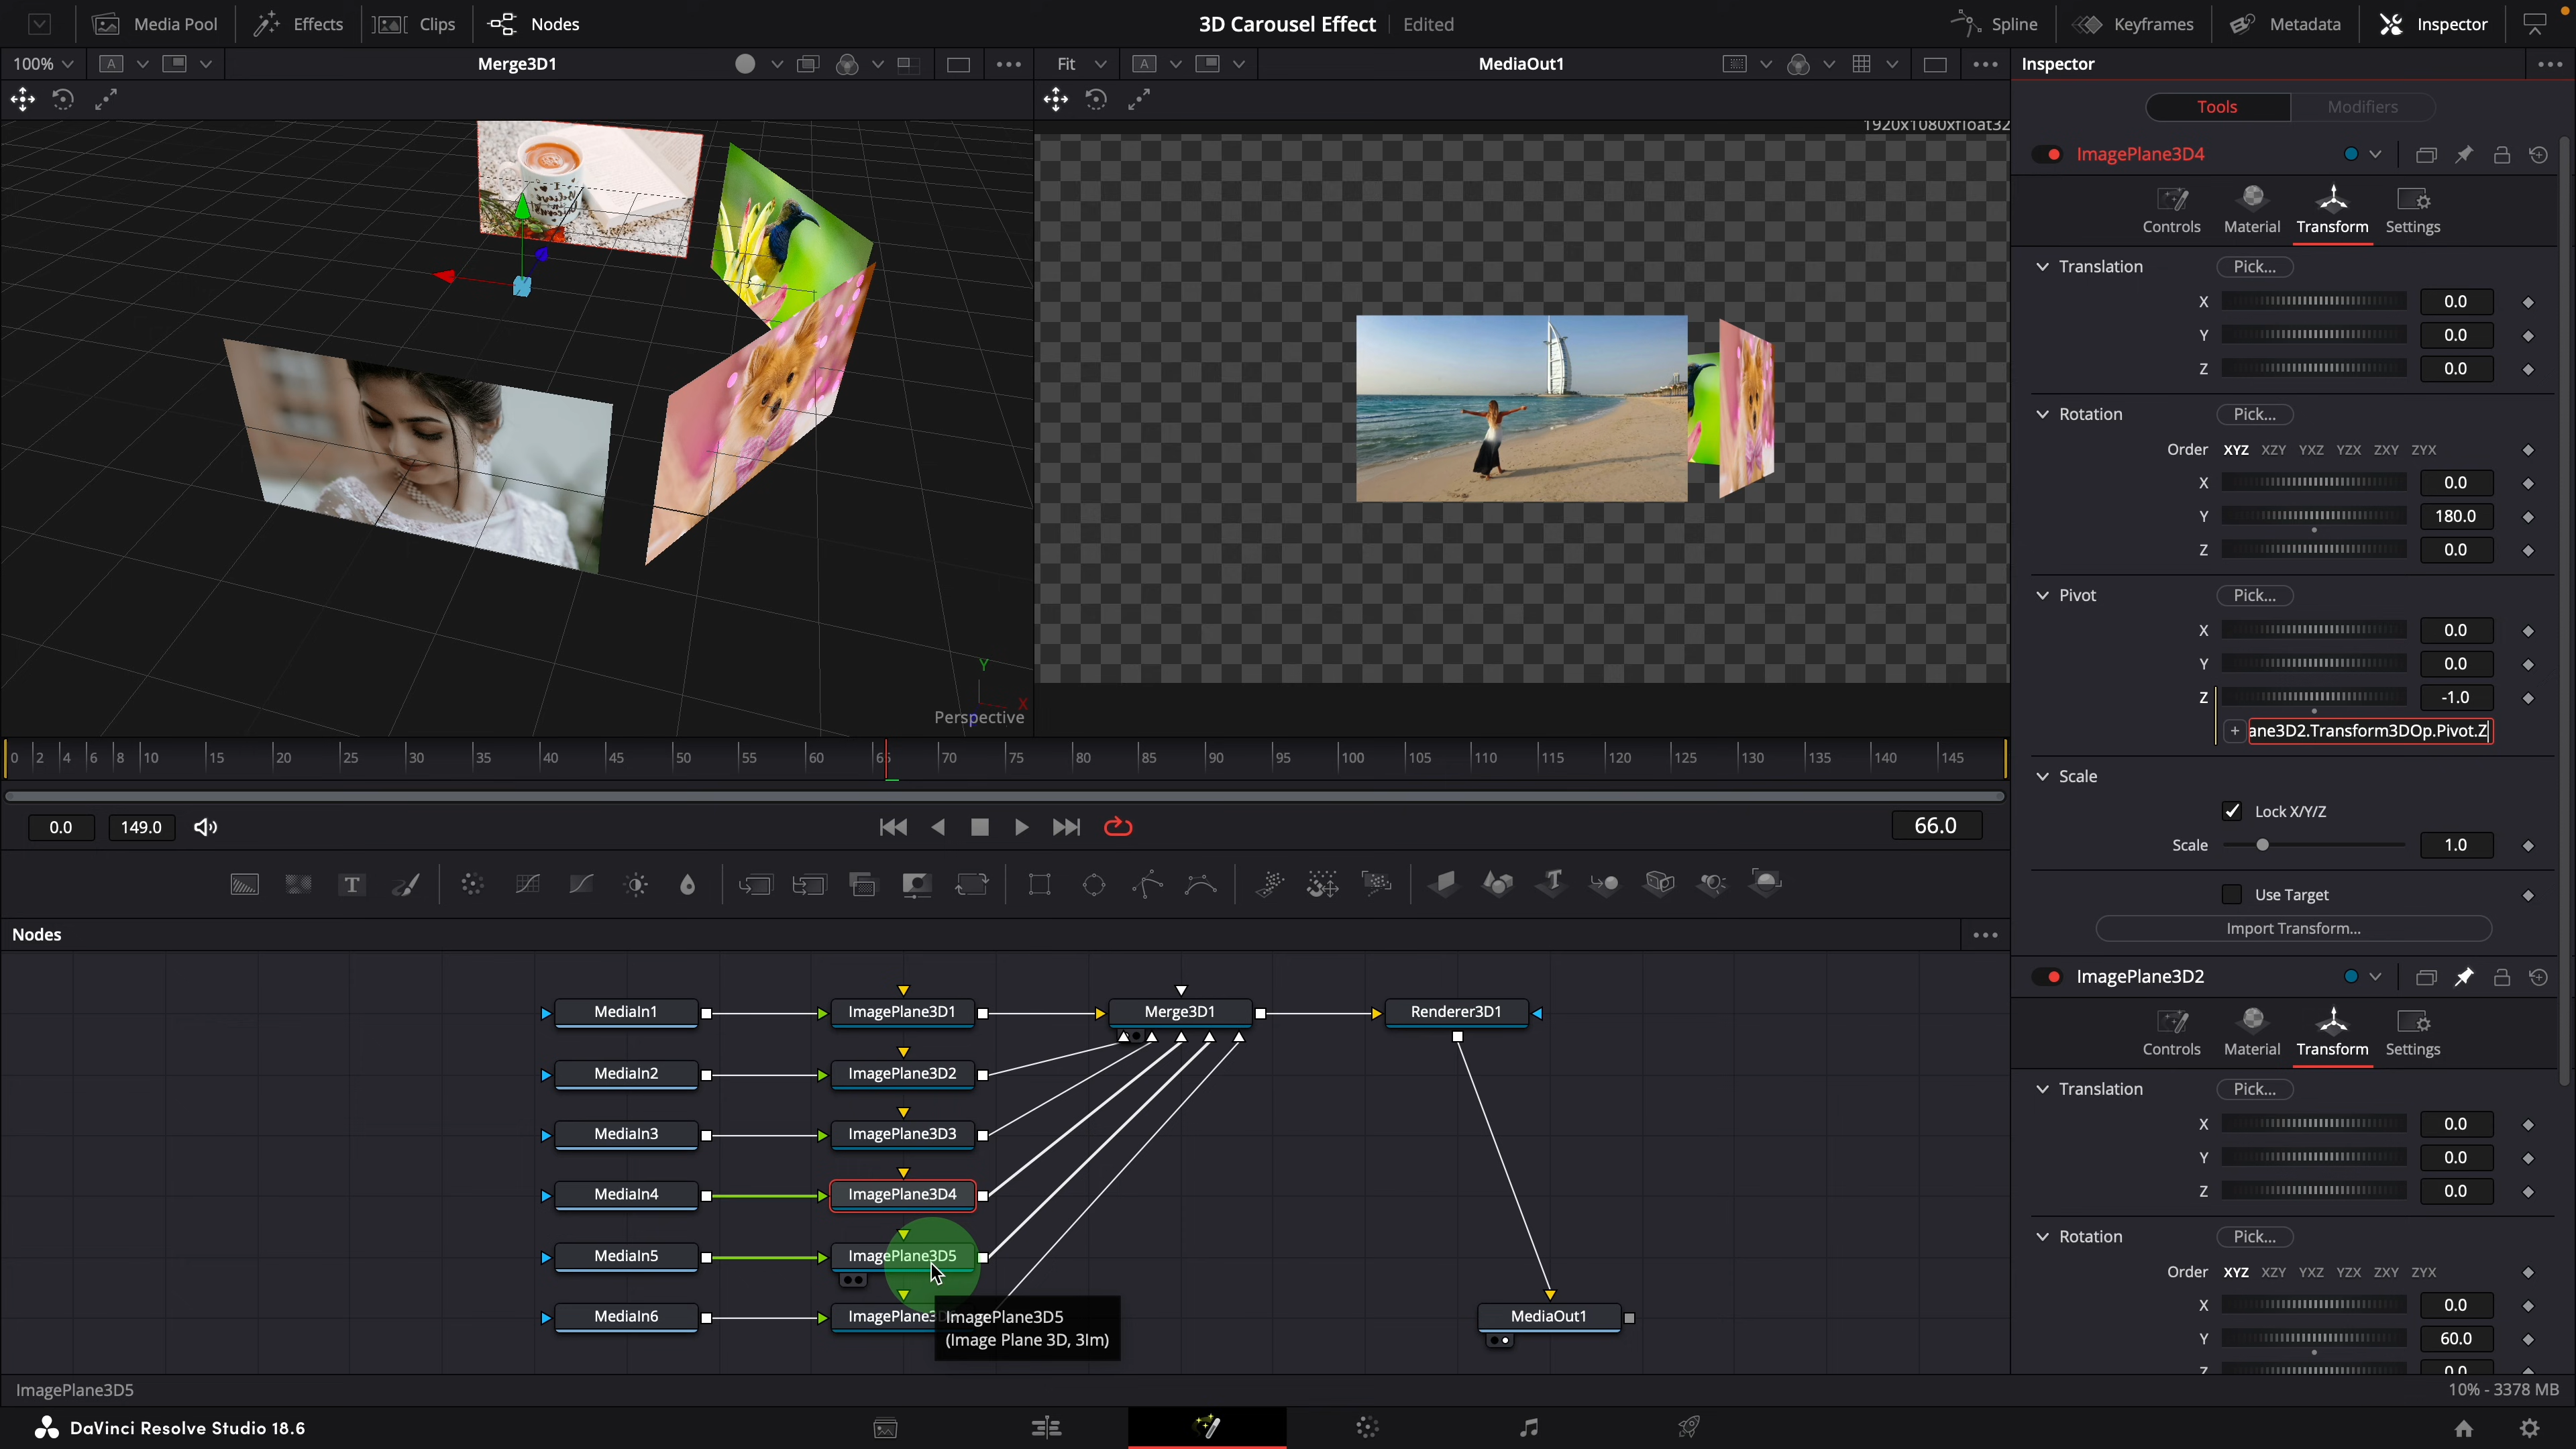 Media Pool
Effects
Clips
Nodes
3D Carousel Effect
Edited
Spline
Keyframes
Metadata
Inspector
100%
A
Merge3D1
Fit
A
MediaOut1
Inspector
Tools
Modifiers
1920x1080xfloat32
ImagePlane3D4
Controls
Material
Transform
Settings
Translation
Pick...
X
0.0
Y
0.0
Z
0.0
Rotation
Pick...
Order XYZ XZY YXZ YZX ZXY ZYX
X
0.0
Y
180.0
Z
0.0
Pivot
Pick...
X
0.0
Y
0.0
Z
-1.0
ane3D2.Transform3DOp.Pivot.Z
Scale
Lock X/Y/Z
Scale
1.0
Use Target
Import Transform...
Y
X
Perspective
0 2 4 6 8 10 15 20 25 30 35 40 45 50 55 60 65 70 75 80 85 90 95 100 105 110 115 120 125 130 135 140 145
0.0
149.0
66.0
T
T
Nodes
MediaIn1
ImagePlane3D1
Merge3D1
Renderer3D1
MediaIn2
ImagePlane3D2
MediaIn3
ImagePlane3D3
MediaIn4
ImagePlane3D4
MediaIn5
ImagePlane3D5
MediaIn6
ImagePlane3D
ImagePlane3D5
(Image Plane 3D, 3Im)
MediaOut1
ImagePlane3D2
Controls
Material
Transform
Settings
Translation
Pick...
X
0.0
Y
0.0
Z
0.0
Rotation
Pick...
Order XYZ XZY YXZ YZX ZXY ZYX
X
0.0
Y
60.0
Z
0.0
ImagePlane3D5
10% - 3378 MB
DaVinci Resolve Studio 18.6